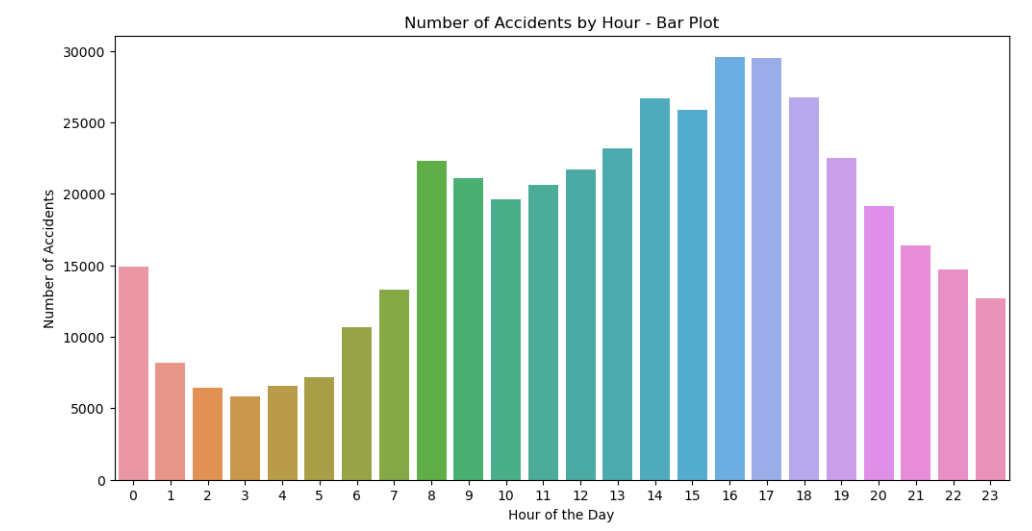 Number of Accidents by Hour - Bar Plot
Number of Accidents
30000
25000
20000
15000
10000
5000
0
0 1 2 3 4 5 6 7 8 9 10 11 12 13 14 15 16 17 18 19 20 21 22 23
Hour of the Day